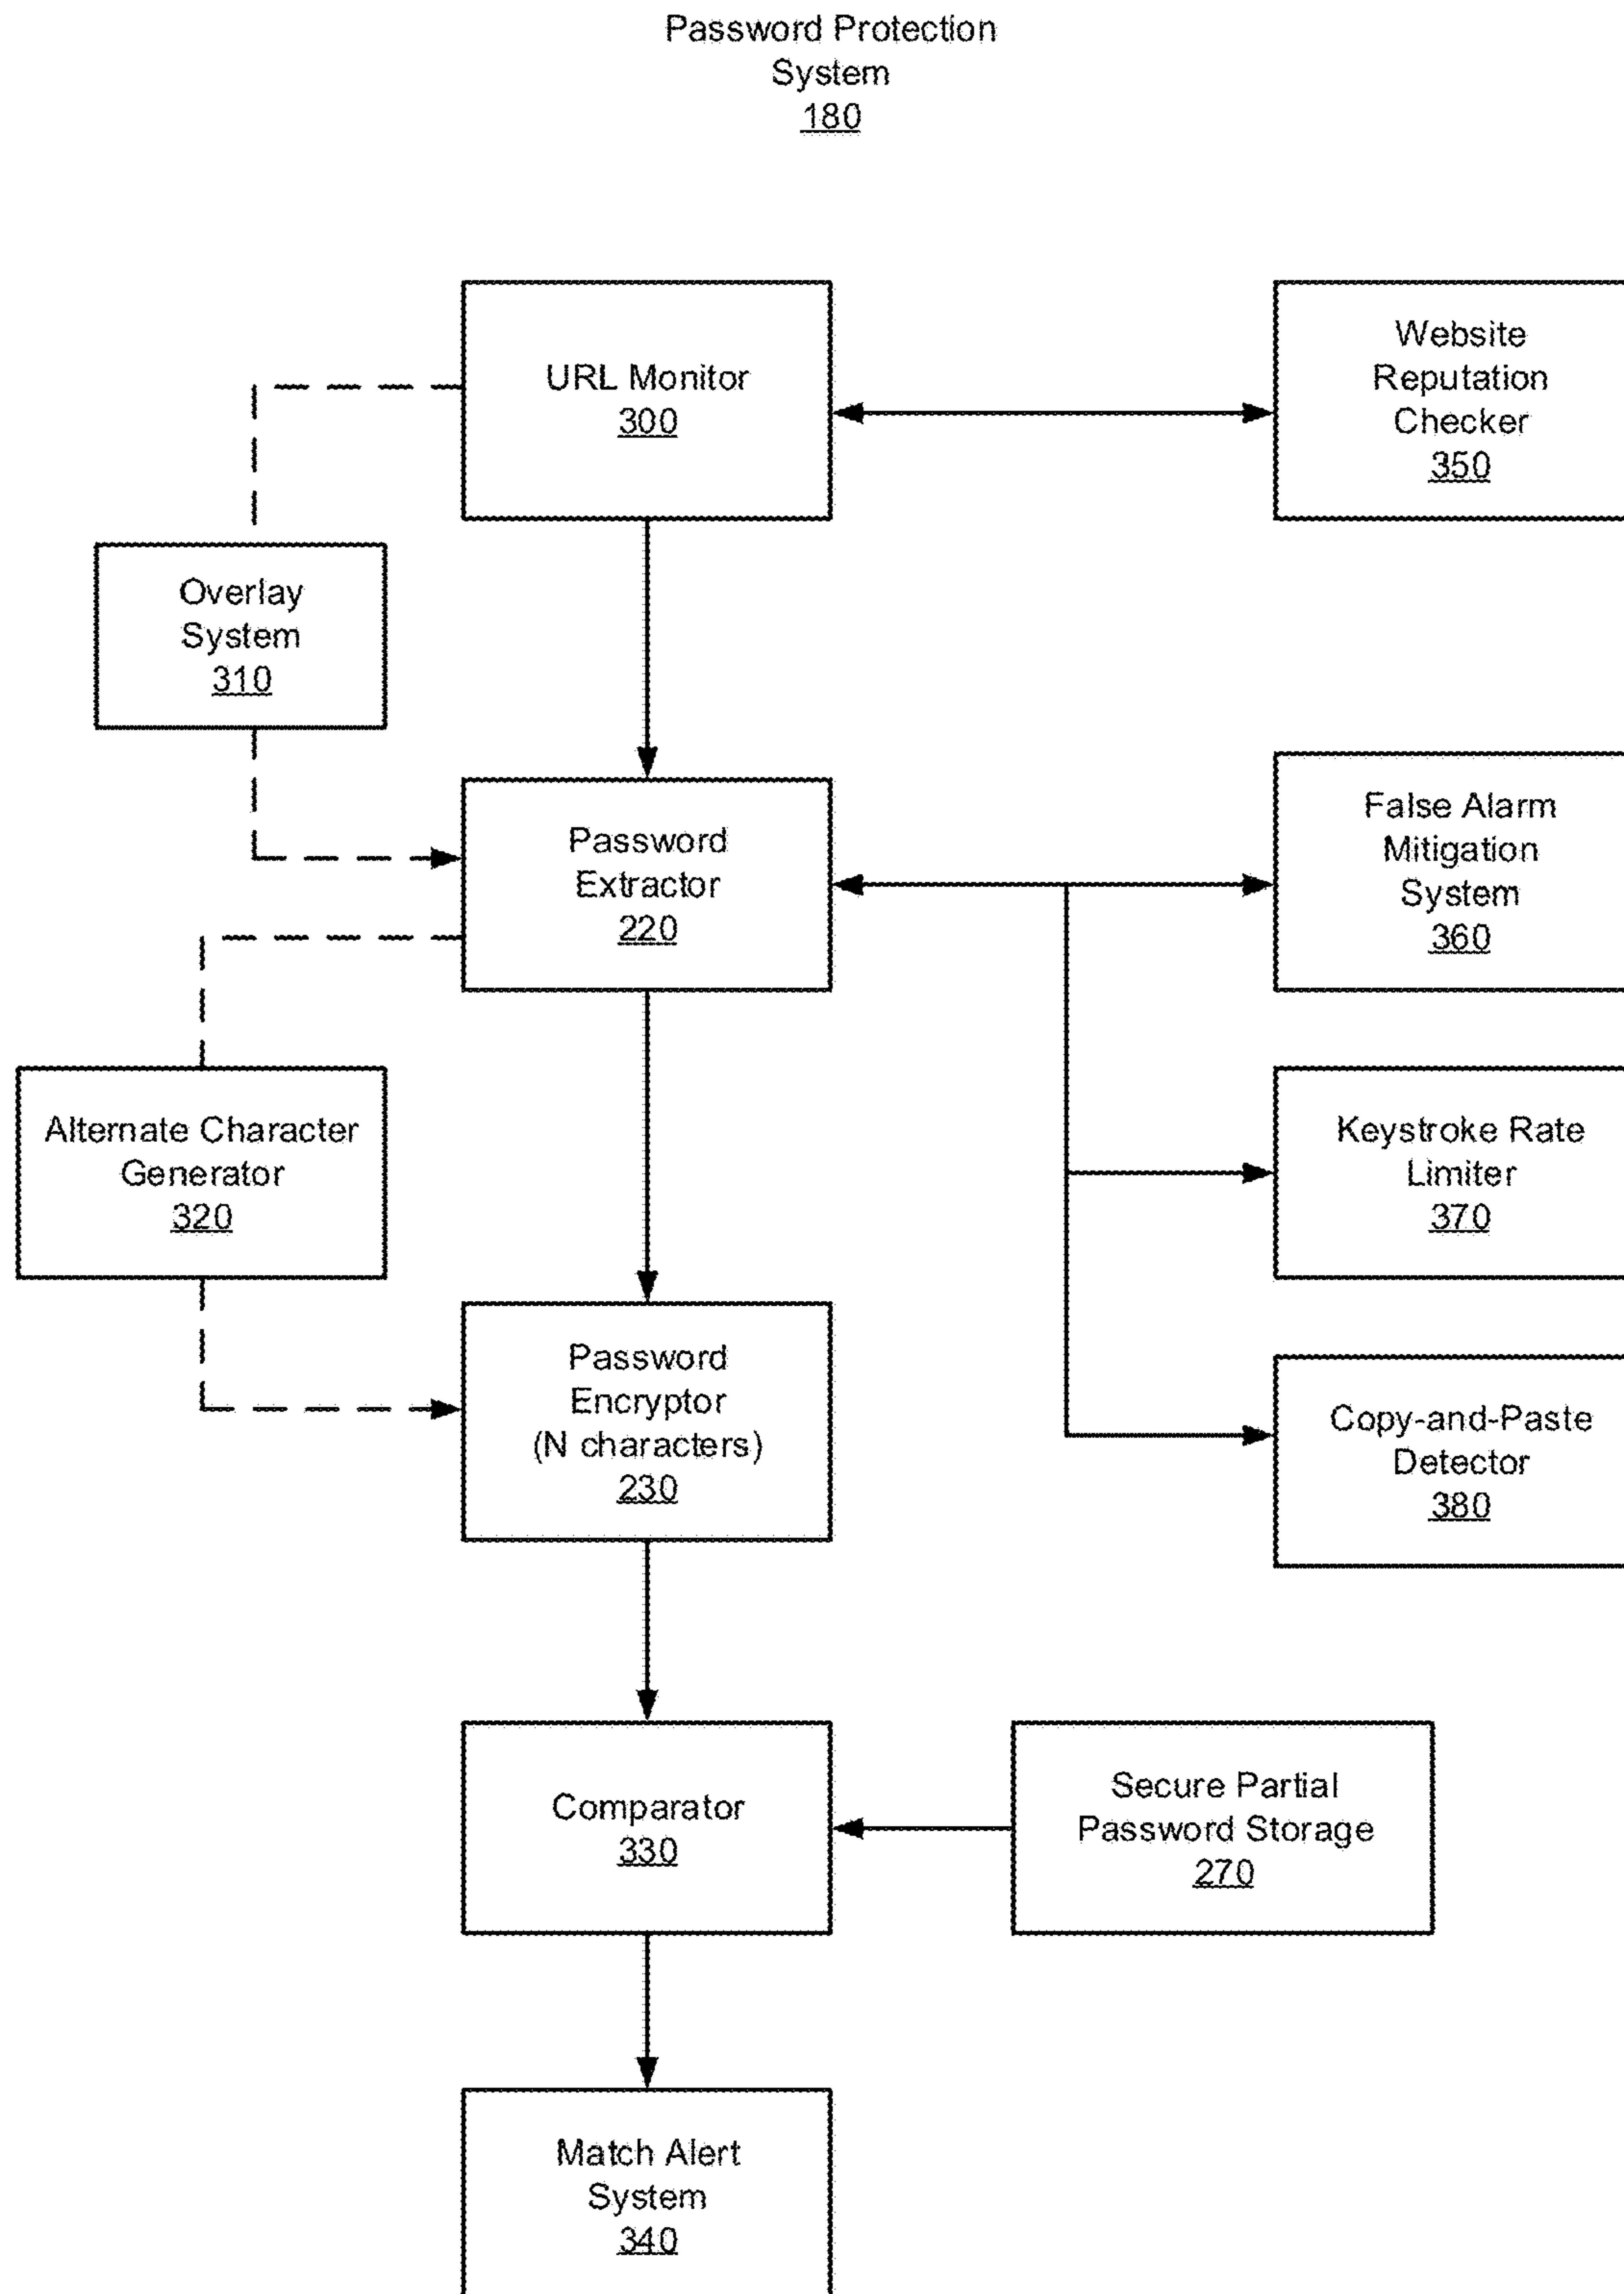 Password Protection
System
180
URL Monitor
300
Website
Reputation
Checker
350
Overlay
System
310
Password
Extractor
220
False Alarm
Mitigation
System
360
Alternate Character
Generator
320
Keystroke Rate
Limiter
370
Password
Encryptor
(N characters)
230
Copy-and-Paste
Detector
380
Comparator
330
Secure Partial
Password Storage
270
Match Alert
System
340